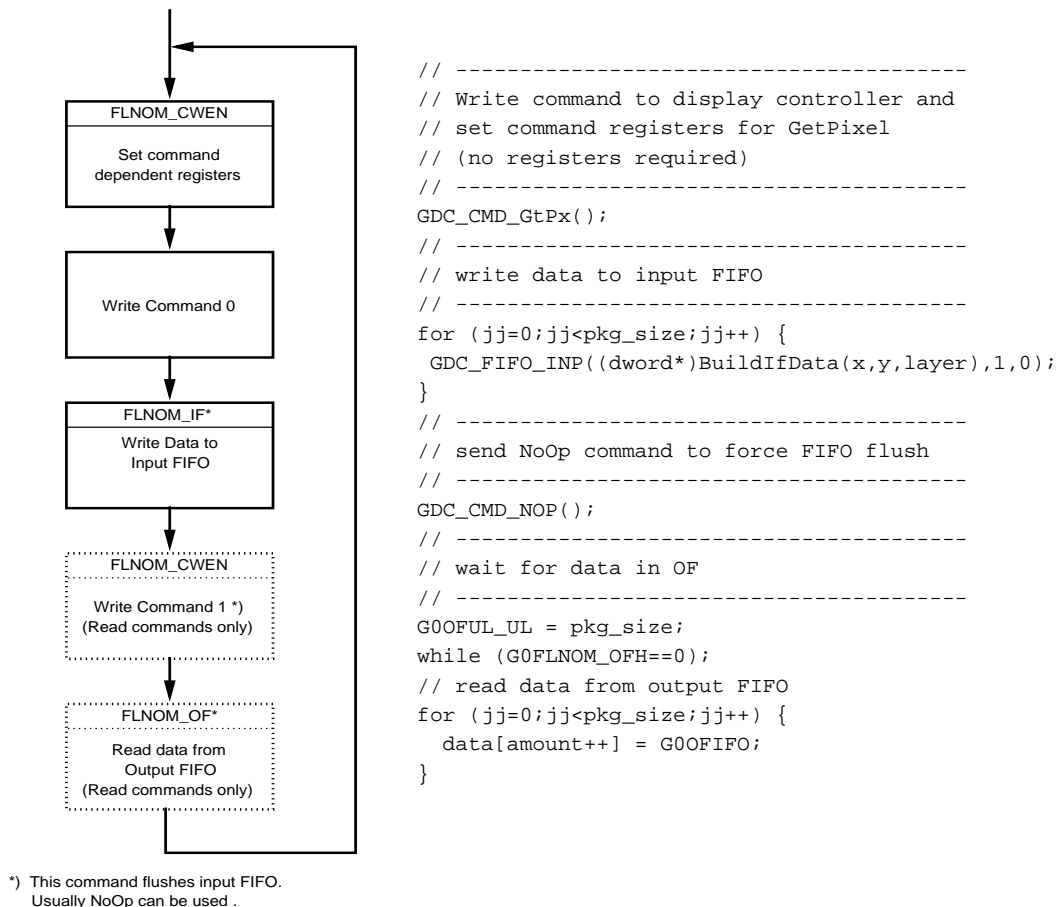 FLNOM_CWEN
Set command
dependent registers
Write Command 0
FLNOM_IF*
Write Data to
Input FIFO
FLNOM_CWEN
Write Command 1 *)
(Read commands only)
FLNOM_OF*
Read data from
Output FIFO
(Read commands only)
*) This command flushes input FIFO.
Usually NoOp can be used .
// ----------------------------------------
// Write command to display controller and
// set command registers for GetPixel
// (no registers required)
// ----------------------------------------
GDC_CMD_GtPx();
// ----------------------------------------
// write data to input FIFO
// ----------------------------------------
for (jj=0;jj<pkg_size;jj++) {
GDC_FIFO_INP((dword*)BuildIfData(x,y,layer),1,0);
}
// ----------------------------------------
// send NoOp command to force FIFO flush
// ----------------------------------------
GDC_CMD_NOP();
// ----------------------------------------
// wait for data in OF
// ----------------------------------------
G0OFUL_UL = pkg_size;
while (G0FLNOM_OFH==0);
// read data from output FIFO
for (jj=0;jj<pkg_size;jj++) {
data[amount++] = G0OFIFO;
}